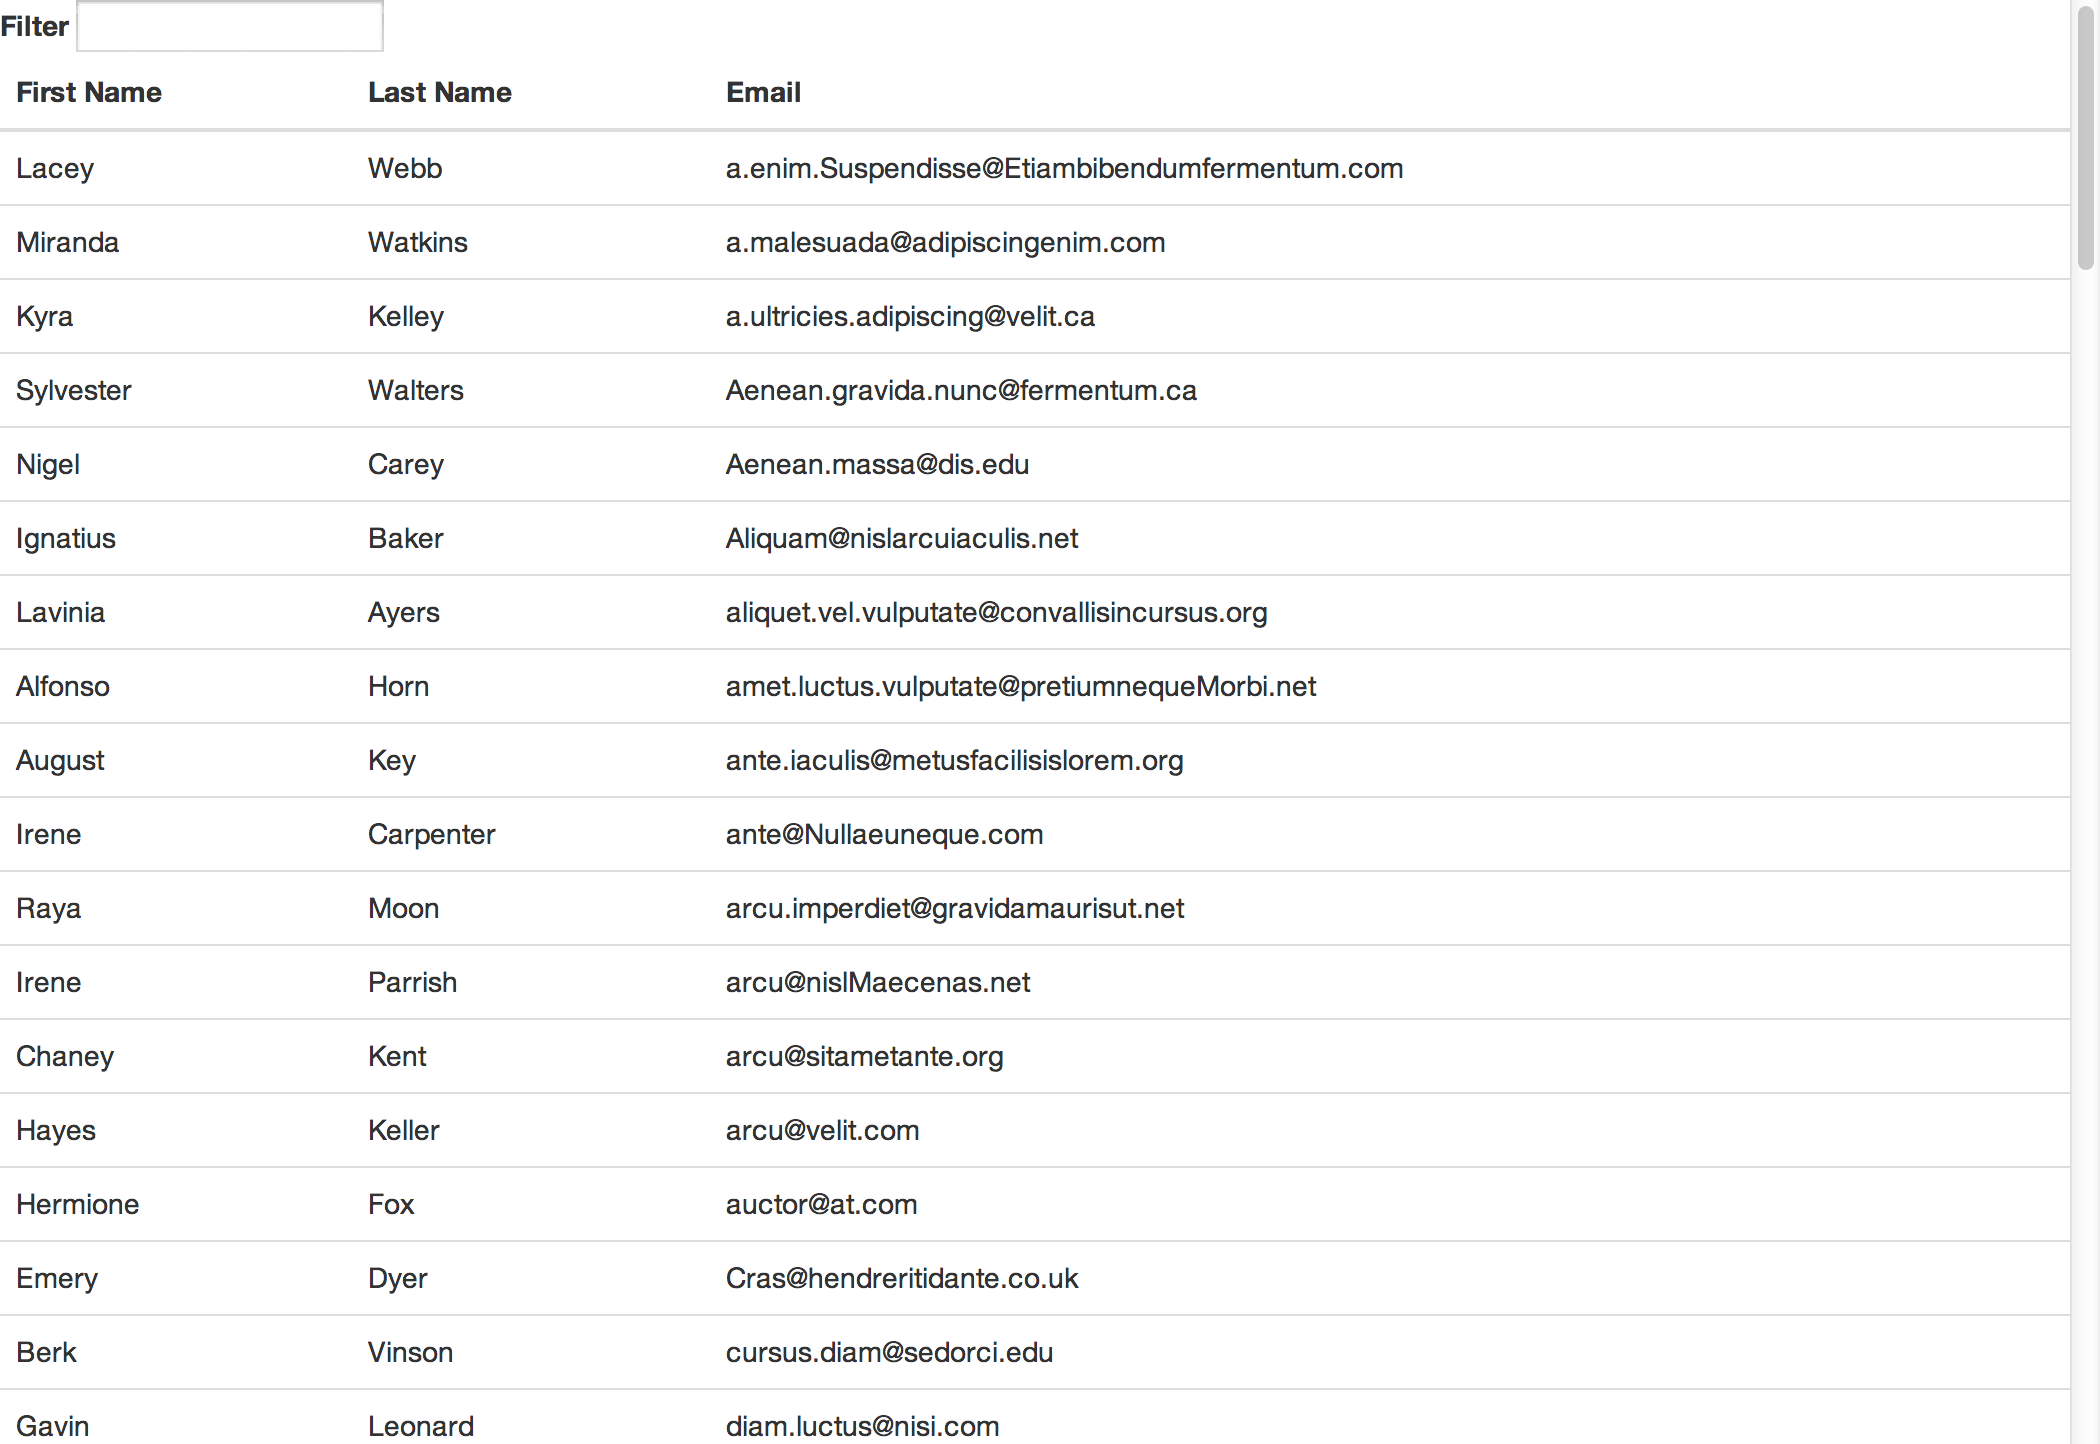 Filter
First Name Last Name Email
Lacey Webb a.enim.Suspendisse@Etiambibendumfermentum.com
Miranda Watkins a.malesuada@adipiscingenim.com
Kyra Kelley a.ultricies.adipiscing@velit.ca
Sylvester Walters Aenean.gravida.nunc@fermentum.ca
Nigel Carey Aenean.massa@dis.edu
Ignatius Baker Aliquam@nislarcuiaculis.net
Lavinia Ayers aliquet.vel.vulputate@convallisincursus.org
Alfonso Horn amet.luctus.vulputate@pretiumnequeMorbi.net
August Key ante.iaculis@metusfacilisislorem.org
Irene Carpenter ante@Nullaeuneque.com
Raya Moon arcu.imperdiet@gravidamaurisut.net
Irene Parrish arcu@nislMaecenas.net
Chaney Kent arcu@sitametante.org
Hayes Keller arcu@velit.com
Hermione Fox auctor@at.com
Emery Dyer Cras@hendreritidante.co.uk
Berk Vinson cursus.diam@sedorci.edu
Gavin Leonard diam.luctus@nisi.com